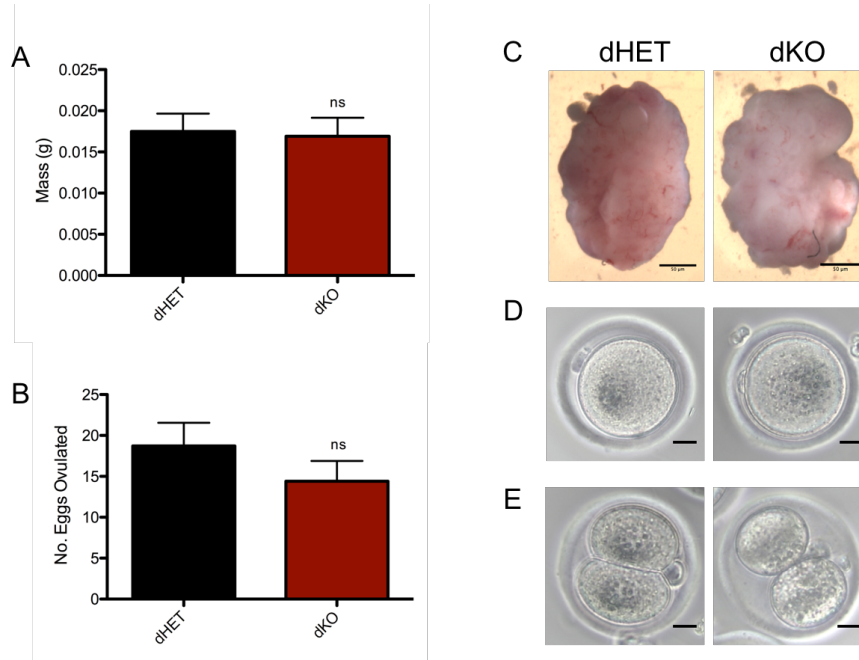 A
Mass (g)
0.025
0.020
0.015
0.010
0.005
0.000
ns
dHET
dKO
B
No. Eggs Ovulated
25
20
15
10
5
0
ns
dHET
dKO
C
dHET
dKO
50 µm
50 µm
D
E